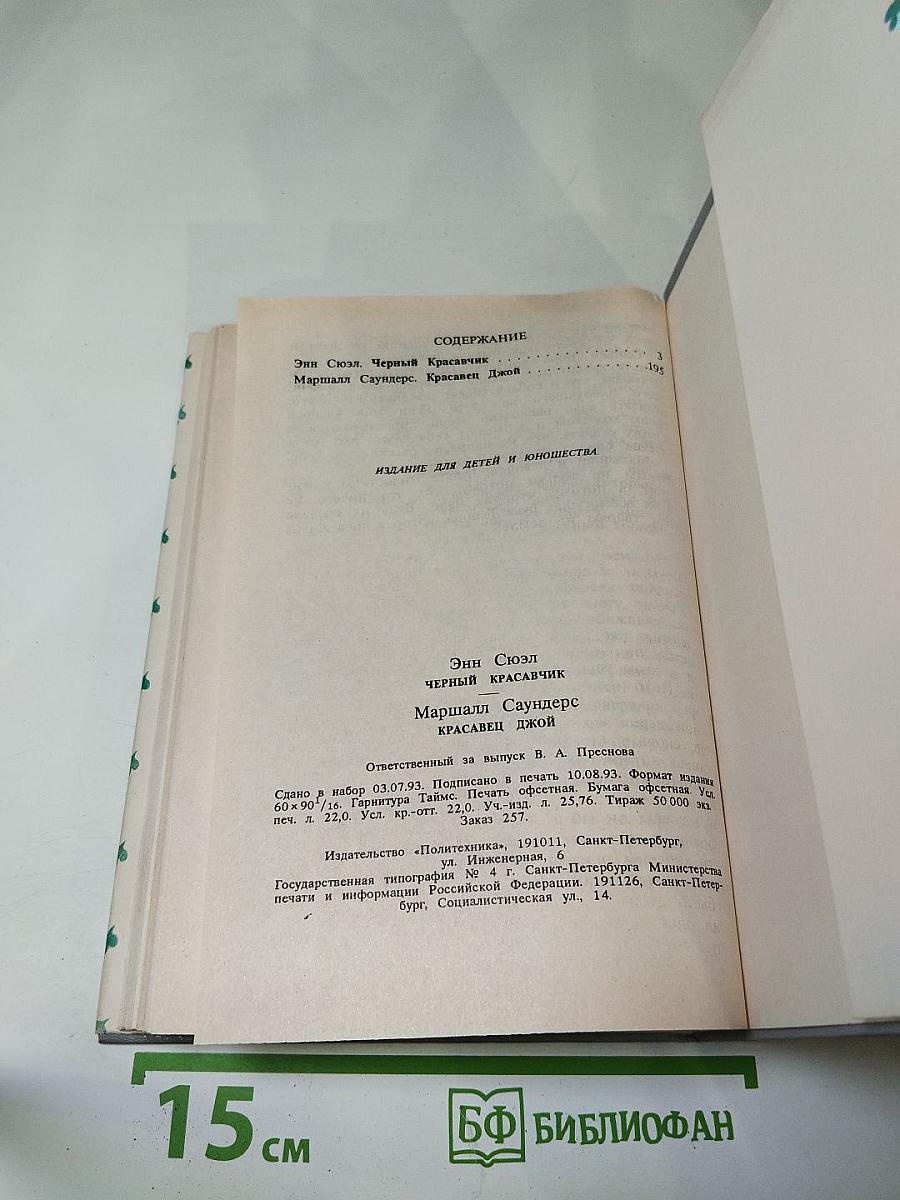 СОДЕРЖАНИЕ
Энн Сюэл. Черный Красавчик . . . . . . . . . . . . . . . . . 3
Маршалл Саундерс. Красавец Джой . . . . . . . . . . . . . .195
ИЗДАНИЕ ДЛЯ ДЕТЕЙ И ЮНОШЕСТВА
Энн Сюэл
ЧЕРНЫЙ КРАСАВЧИК
—
Маршалл Саундерс
КРАСАВЕЦ ДЖОЙ
Ответственный за выпуск В. А. Преснова
Сдано в набор 03.07.93. Подписано в печать 10.08.93. Формат издания
60×90 1/16. Гарнитура Таймс. Печать офсетная. Бумага офсетная. Усл.
печ. л. 22,0. Усл. кр.-отт. 22,0. Уч.-изд. л. 25,76. Тираж 50 000 экз.
Заказ 257.
Издательство «Политехника», 191011, Санкт-Петербург,
ул. Инженерная, 6
Государственная типография № 4 г. Санкт-Петербурга Министерства
печати и информации Российской Федерации. 191126, Санкт-Петер-
бург, Социалистическая ул., 14.
15 см
БФ БИБЛИОФАН